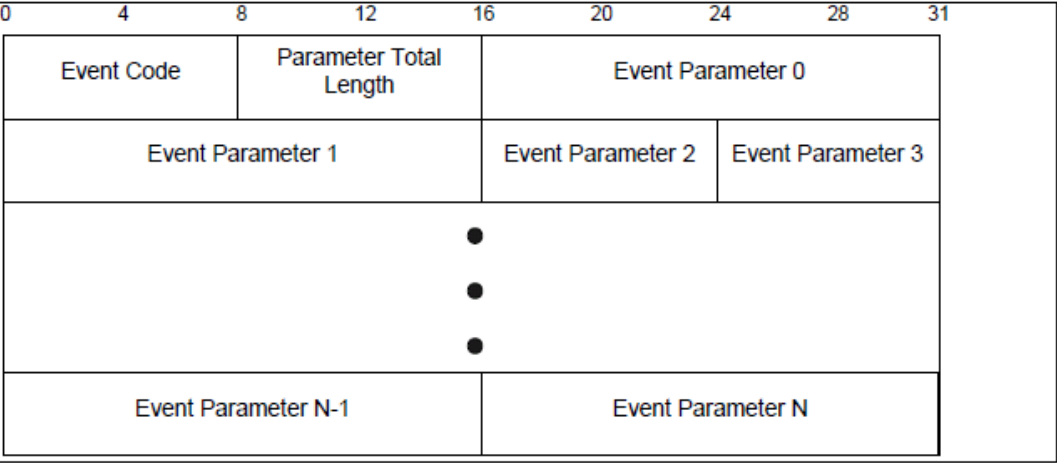 0 4 8 12 16 20 24 28 31
Event Code
Parameter Total
Length
Event Parameter 0
Event Parameter 1
Event Parameter 2
Event Parameter 3
Event Parameter N-1
Event Parameter N